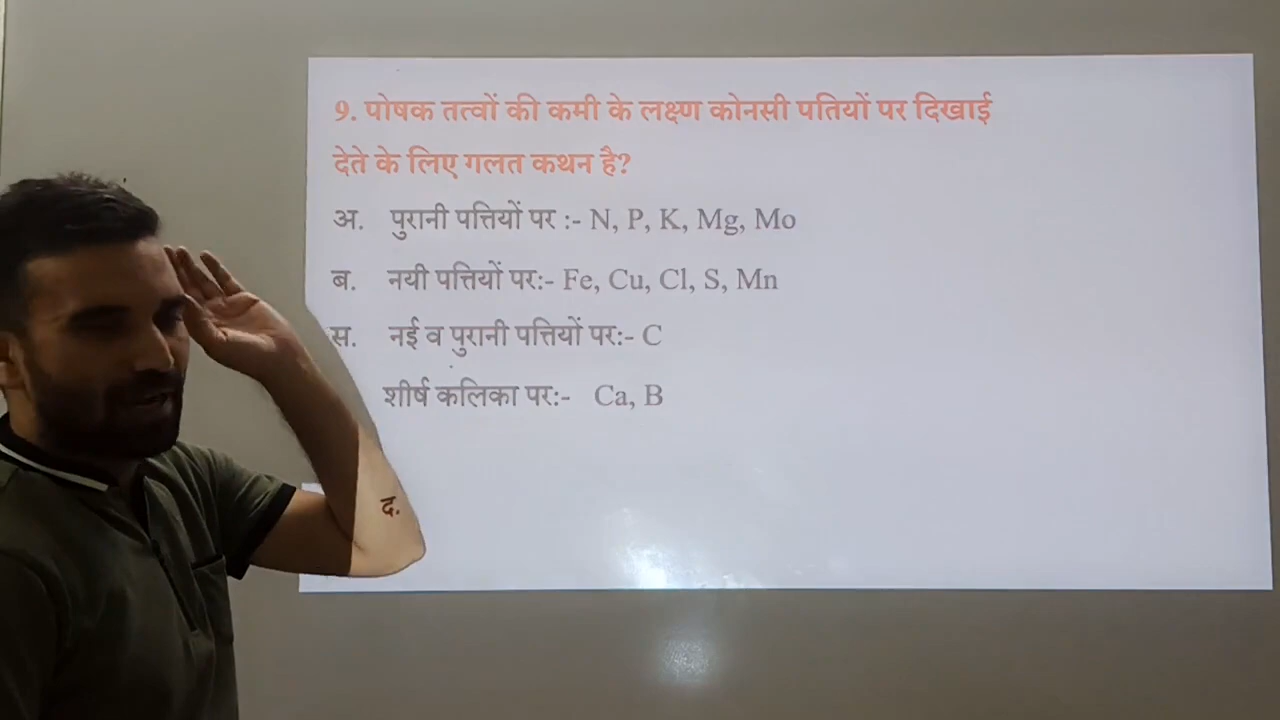 9. पोषक तत्वों की कमी के लक्ष्ण कोनसी पतियों पर दिखाई
देते के लिए गलत कथन है?
अ. पुरानी पत्तियों पर :- N, P, K, Mg, Mo
ब. नयी पत्तियों पर:- Fe, Cu, Cl, S, Mn
स. नई व पुरानी पत्तियों पर:- C
शीर्ष कलिका पर:- Ca, B
द.